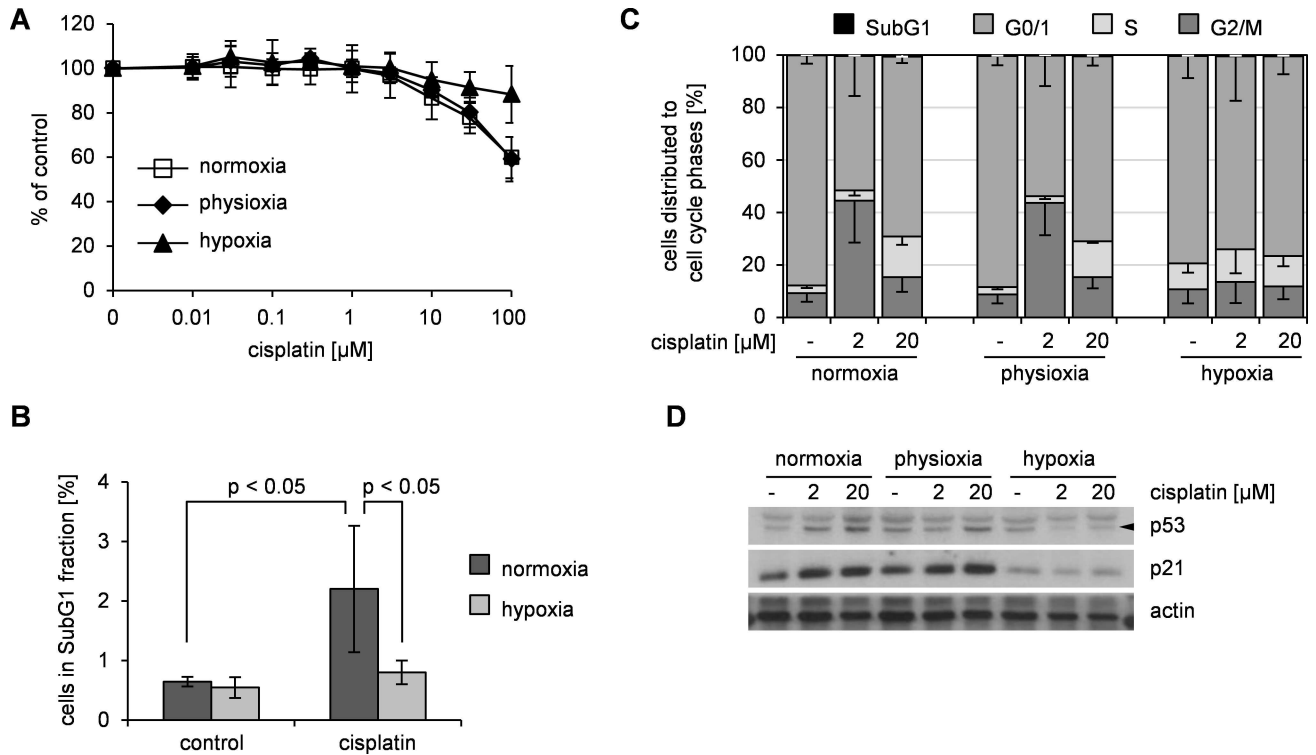 A
120
100
80
60
40
20
0
% of control
normoxia
physioxia
hypoxia
0 0.01 0.1 1 10 100
cisplatin [µM]
B
4
3
2
1
0
cells in SubG1 fraction [%]
p < 0.05 p < 0.05
normoxia
hypoxia
control cisplatin
C
SubG1 G0/1 S G2/M
100
80
60
40
20
0
cells distributed to
cell cycle phases [%]
cisplatin [µM] - 2 20 - 2 20 - 2 20
normoxia physioxia hypoxia
D
normoxia physioxia hypoxia
- 2 20 - 2 20 - 2 20 cisplatin [µM]
p53
p21
actin